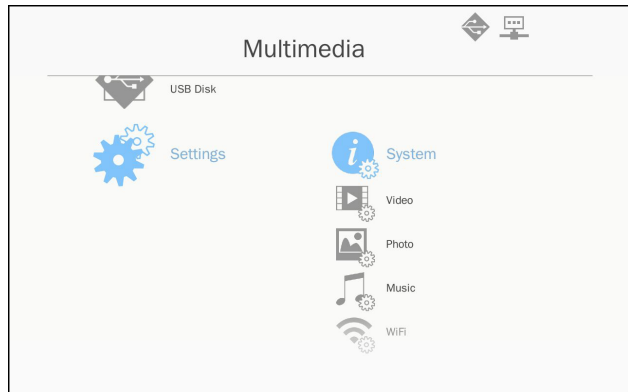 Multimedia
USB Disk
Settings
System
Video
Photo
Music
WiFi